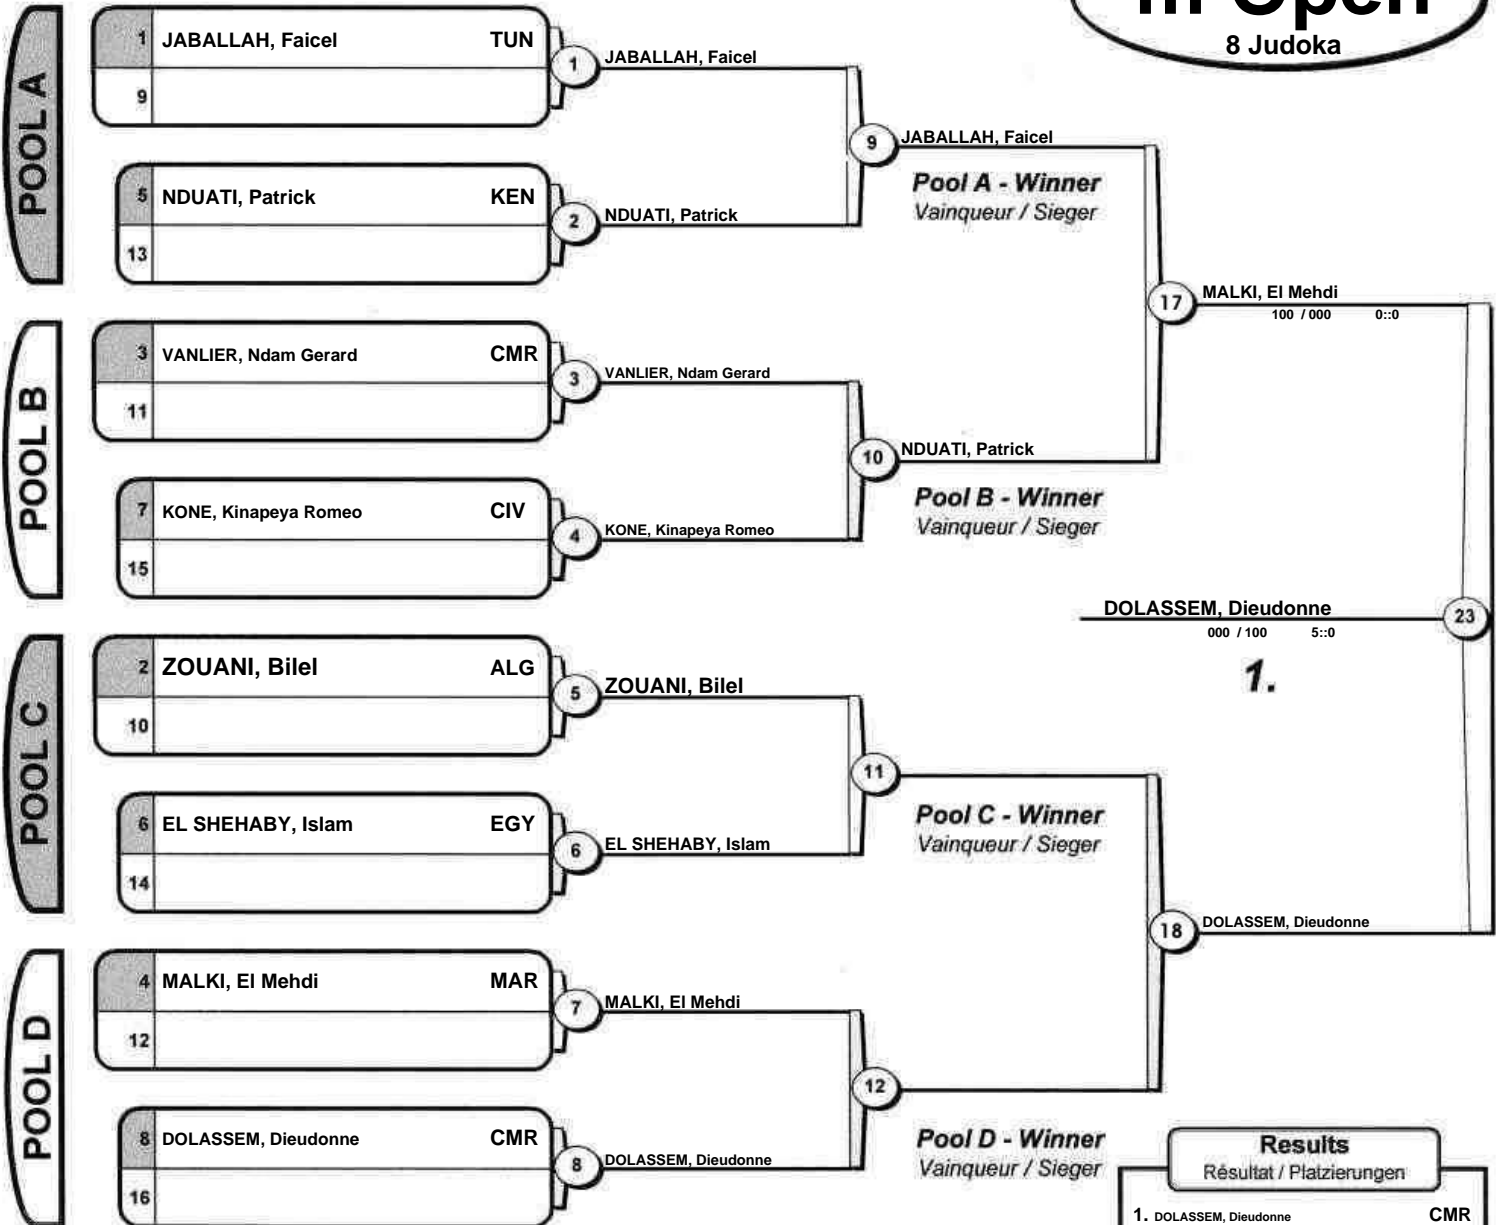 III Open
8 Judoka
POOL A
1 JABALLAH, Faicel TUN
9
1 JABALLAH, Faicel
9 JABALLAH, Faicel
Pool A - Winner
Vainqueur / Sieger
5 NDUATI, Patrick KEN
13
2 NDUATI, Patrick
17 MALKI, El Mehdi
100 / 000 0::0
POOL B
3 VANLIER, Ndam Gerard CMR
11
3 VANLIER, Ndam Gerard
10 NDUATI, Patrick
Pool B - Winner
Vainqueur / Sieger
7 KONE, Kinapeya Romeo CIV
15
4 KONE, Kinapeya Romeo
DOLASSEM, Dieudonne 23
000 / 100 5::0
1.
POOL C
2 ZOUANI, Bilel ALG
10
5 ZOUANI, Bilel
11
Pool C - Winner
Vainqueur / Sieger
6 EL SHEHABY, Islam EGY
14
6 EL SHEHABY, Islam
18 DOLASSEM, Dieudonne
POOL D
4 MALKI, El Mehdi MAR
12
7 MALKI, El Mehdi
12
Pool D - Winner
Vainqueur / Sieger
8 DOLASSEM, Dieudonne CMR
16
8 DOLASSEM, Dieudonne
Results
Résultat / Platzierungen
1. DOLASSEM, Dieudonne CMR